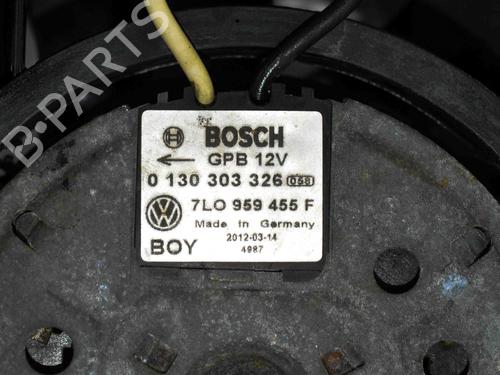 B-PARTS
BOSCH
GPB 12V
0 130 303 326 058
7L0 959 455 F
Made in Germany
BOY 2012-03-14
4987